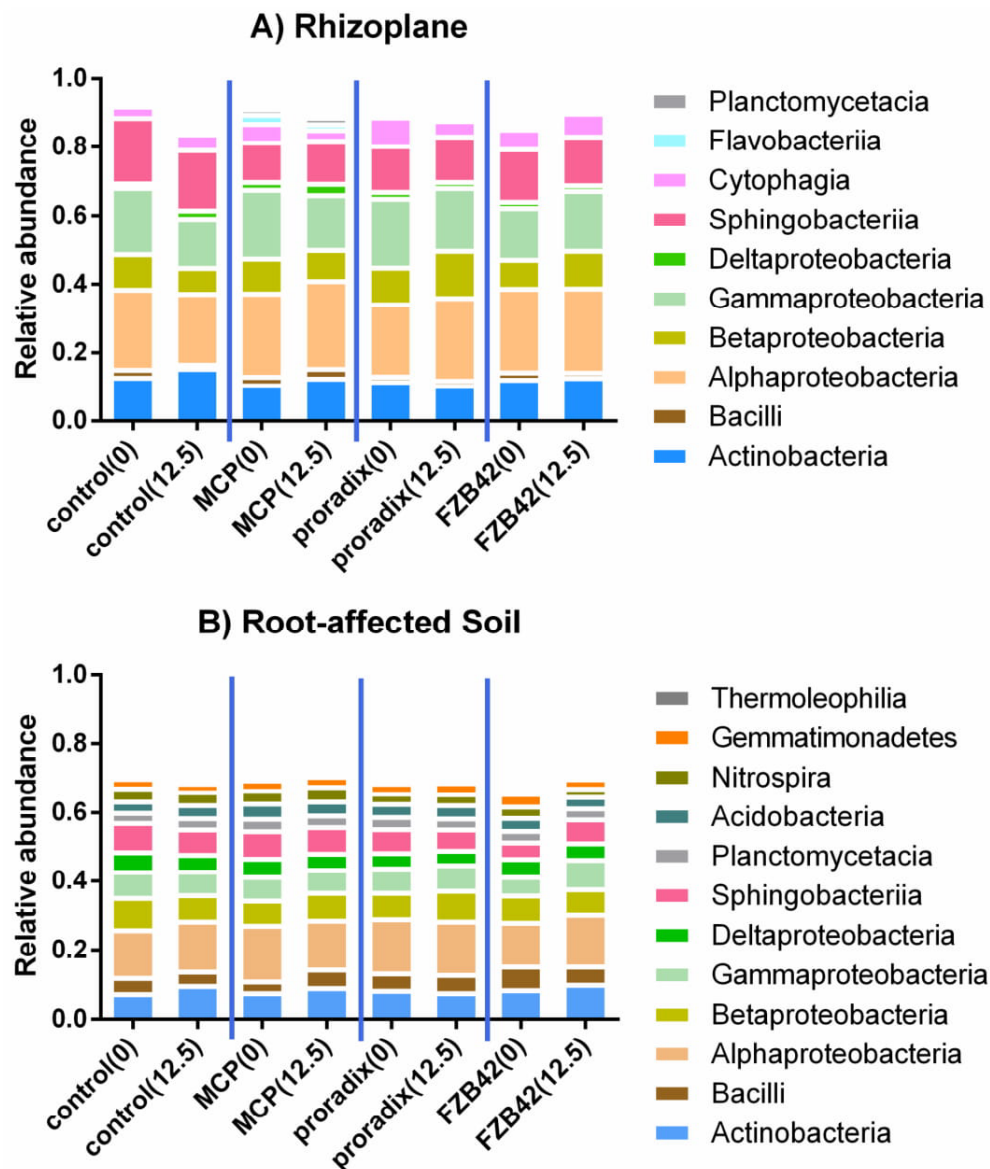 A) Rhizoplane
Relative abundance
1.0
0.8
0.6
0.4
0.2
0.0
control(0)
control(12.5)
MCP(0)
MCP(12.5)
proradix(0)
proradix(12.5)
FZB42(0)
FZB42(12.5)
Planctomycetacia
Flavobacteriia
Cytophagia
Sphingobacteriia
Deltaproteobacteria
Gammaproteobacteria
Betaproteobacteria
Alphaproteobacteria
Bacilli
Actinobacteria
B) Root-affected Soil
Relative abundance
1.0
0.8
0.6
0.4
0.2
0.0
control(0)
control(12.5)
MCP(0)
MCP(12.5)
proradix(0)
proradix(12.5)
FZB42(0)
FZB42(12.5)
Thermoleophilia
Gemmatimonadetes
Nitrospira
Acidobacteria
Planctomycetacia
Sphingobacteriia
Deltaproteobacteria
Gammaproteobacteria
Betaproteobacteria
Alphaproteobacteria
Bacilli
Actinobacteria